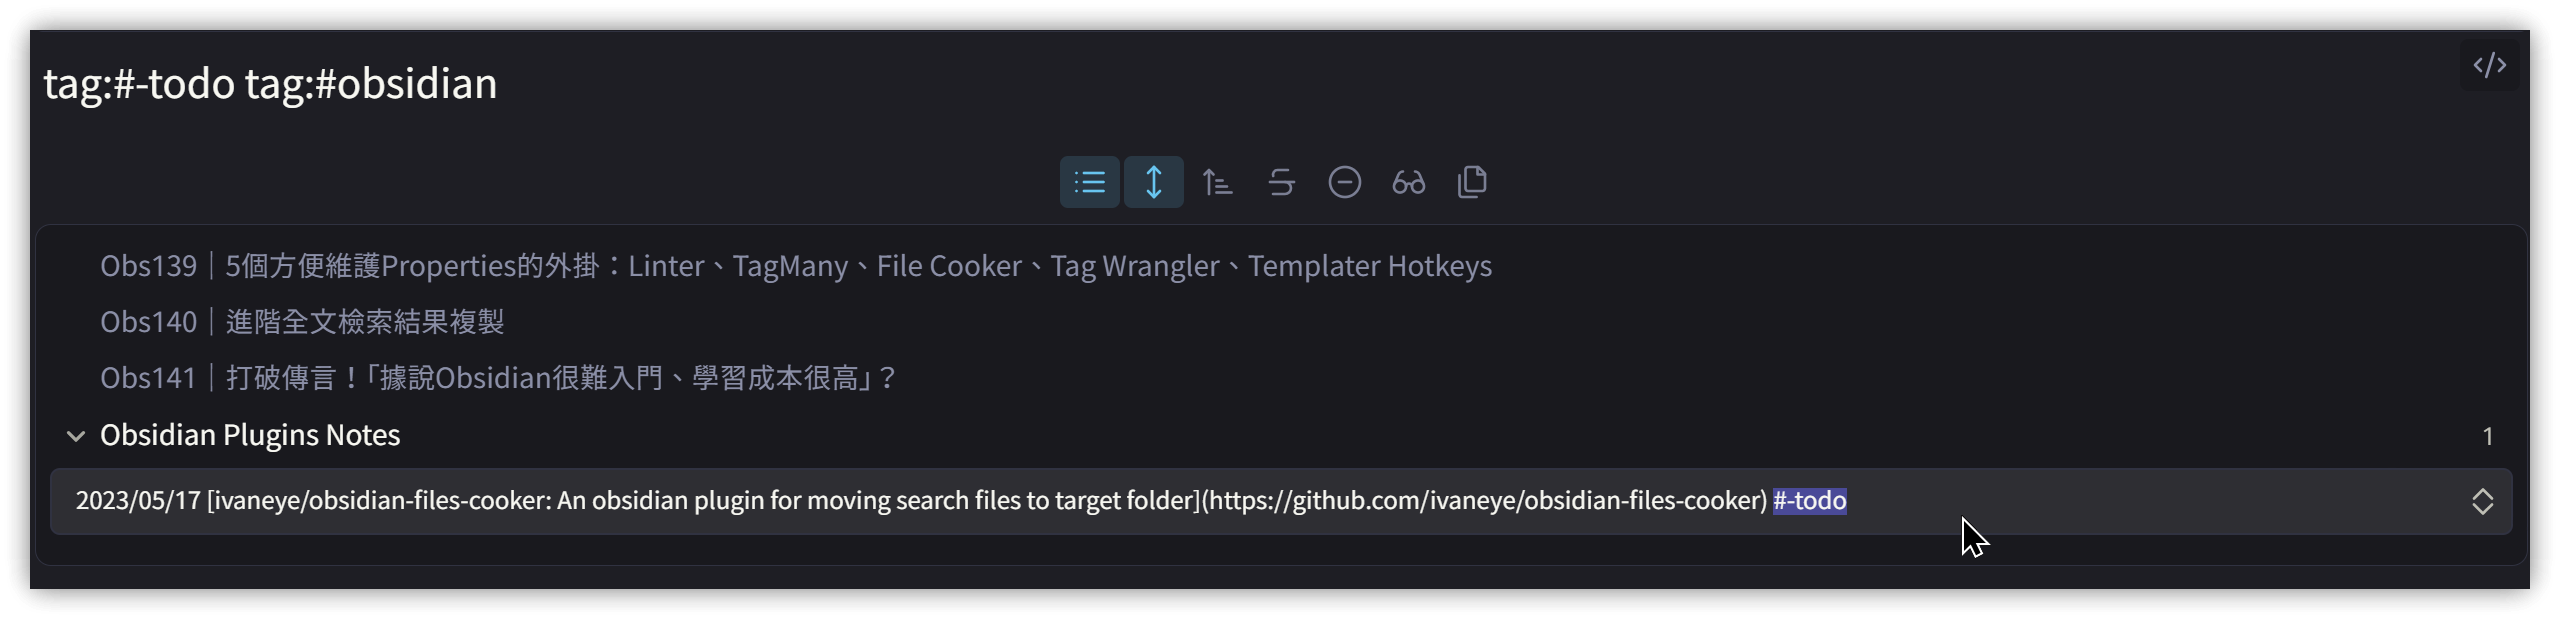 tag:#-todo tag:#obsidian
</>
Obs139｜5個方便維護Properties的外掛：Linter、TagMany、File Cooker、Tag Wrangler、Templater Hotkeys
Obs140｜進階全文檢索結果複製
Obs141｜打破傳言！「據說Obsidian很難入門、學習成本很高」？
Obsidian Plugins Notes 1
2023/05/17 [ivaneye/obsidian-files-cooker: An obsidian plugin for moving search files to target folder](https://github.com/ivaneye/obsidian-files-cooker) #-todo